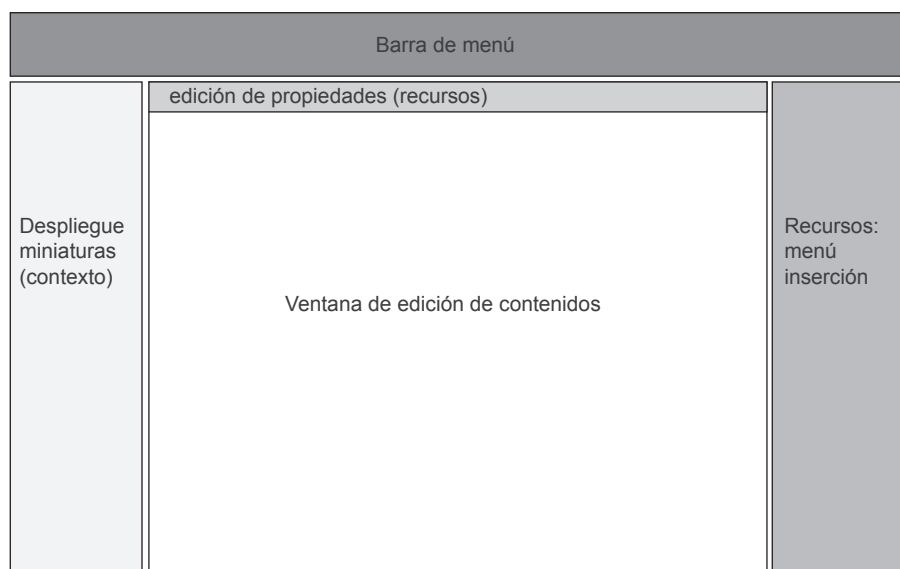 Barra de menú
edición de propiedades (recursos)
Despliegue
miniaturas
(contexto)
Ventana de edición de contenidos
Recursos:
menú
inserción